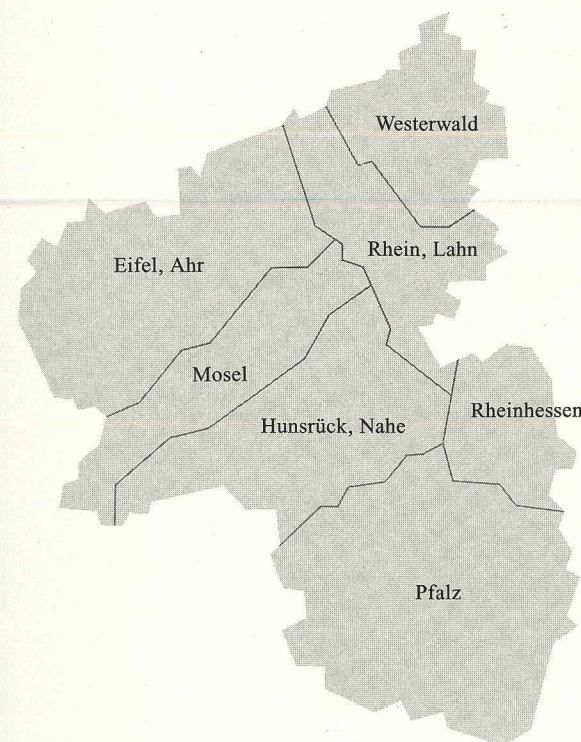 Westerwald
Rhein, Lahn
Eifel, Ahr
Mosel
Rheinhessen
Hunsrück, Nahe
Pfalz